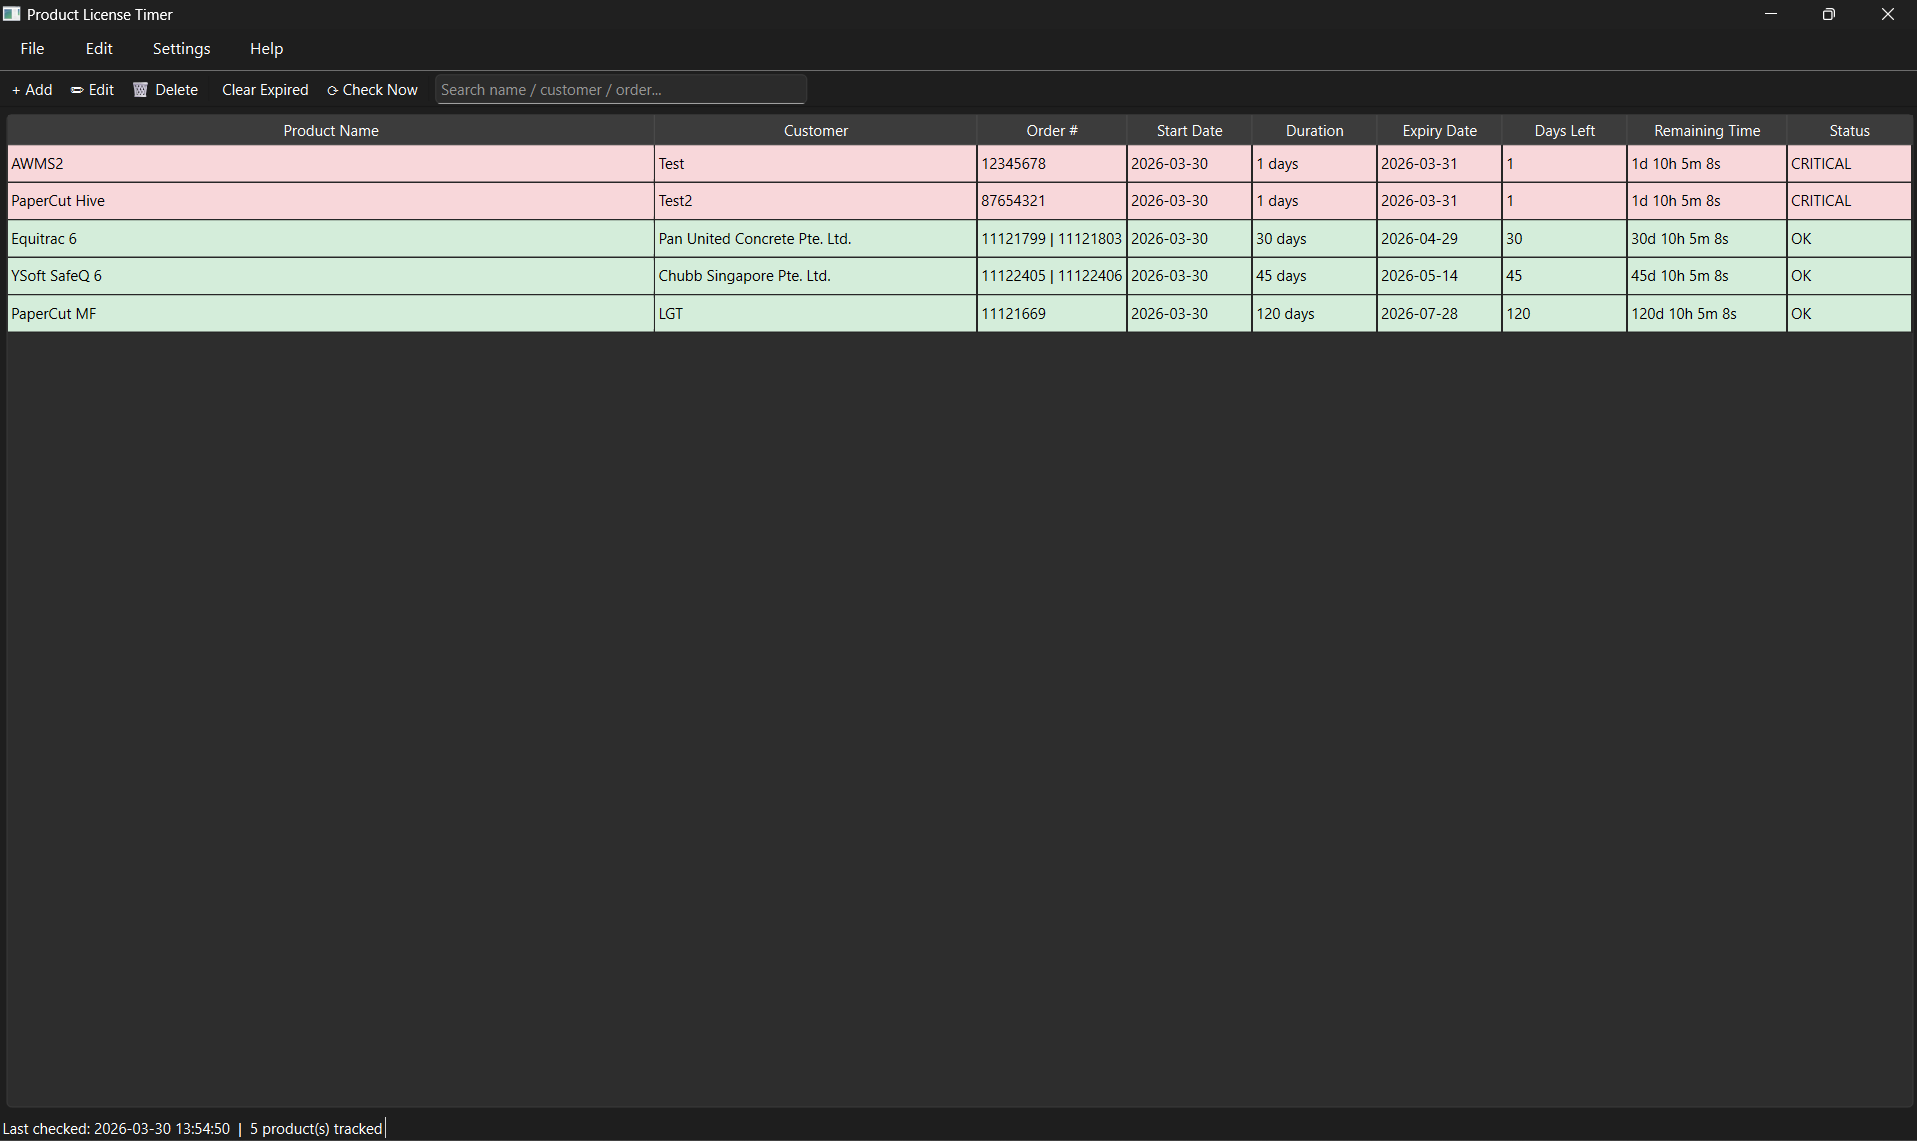 Product License Timer
File Edit Settings Help
+ Add Edit Delete Clear Expired Check Now Search name / customer / order...
Product Name Customer Order # Start Date Duration Expiry Date Days Left Remaining Time Status
AWMS2 Test 12345678 2026-03-30 1 days 2026-03-31 1 1d 10h 5m 8s CRITICAL
PaperCut Hive Test2 87654321 2026-03-30 1 days 2026-03-31 1 1d 10h 5m 8s CRITICAL
Equitrac 6 Pan United Concrete Pte. Ltd. 11121799 | 11121803 2026-03-30 30 days 2026-04-29 30 30d 10h 5m 8s OK
YSoft SafeQ 6 Chubb Singapore Pte. Ltd. 11122405 | 11122406 2026-03-30 45 days 2026-05-14 45 45d 10h 5m 8s OK
PaperCut MF LGT 11121669 2026-03-30 120 days 2026-07-28 120 120d 10h 5m 8s OK
Last checked: 2026-03-30 13:54:50 | 5 product(s) tracked